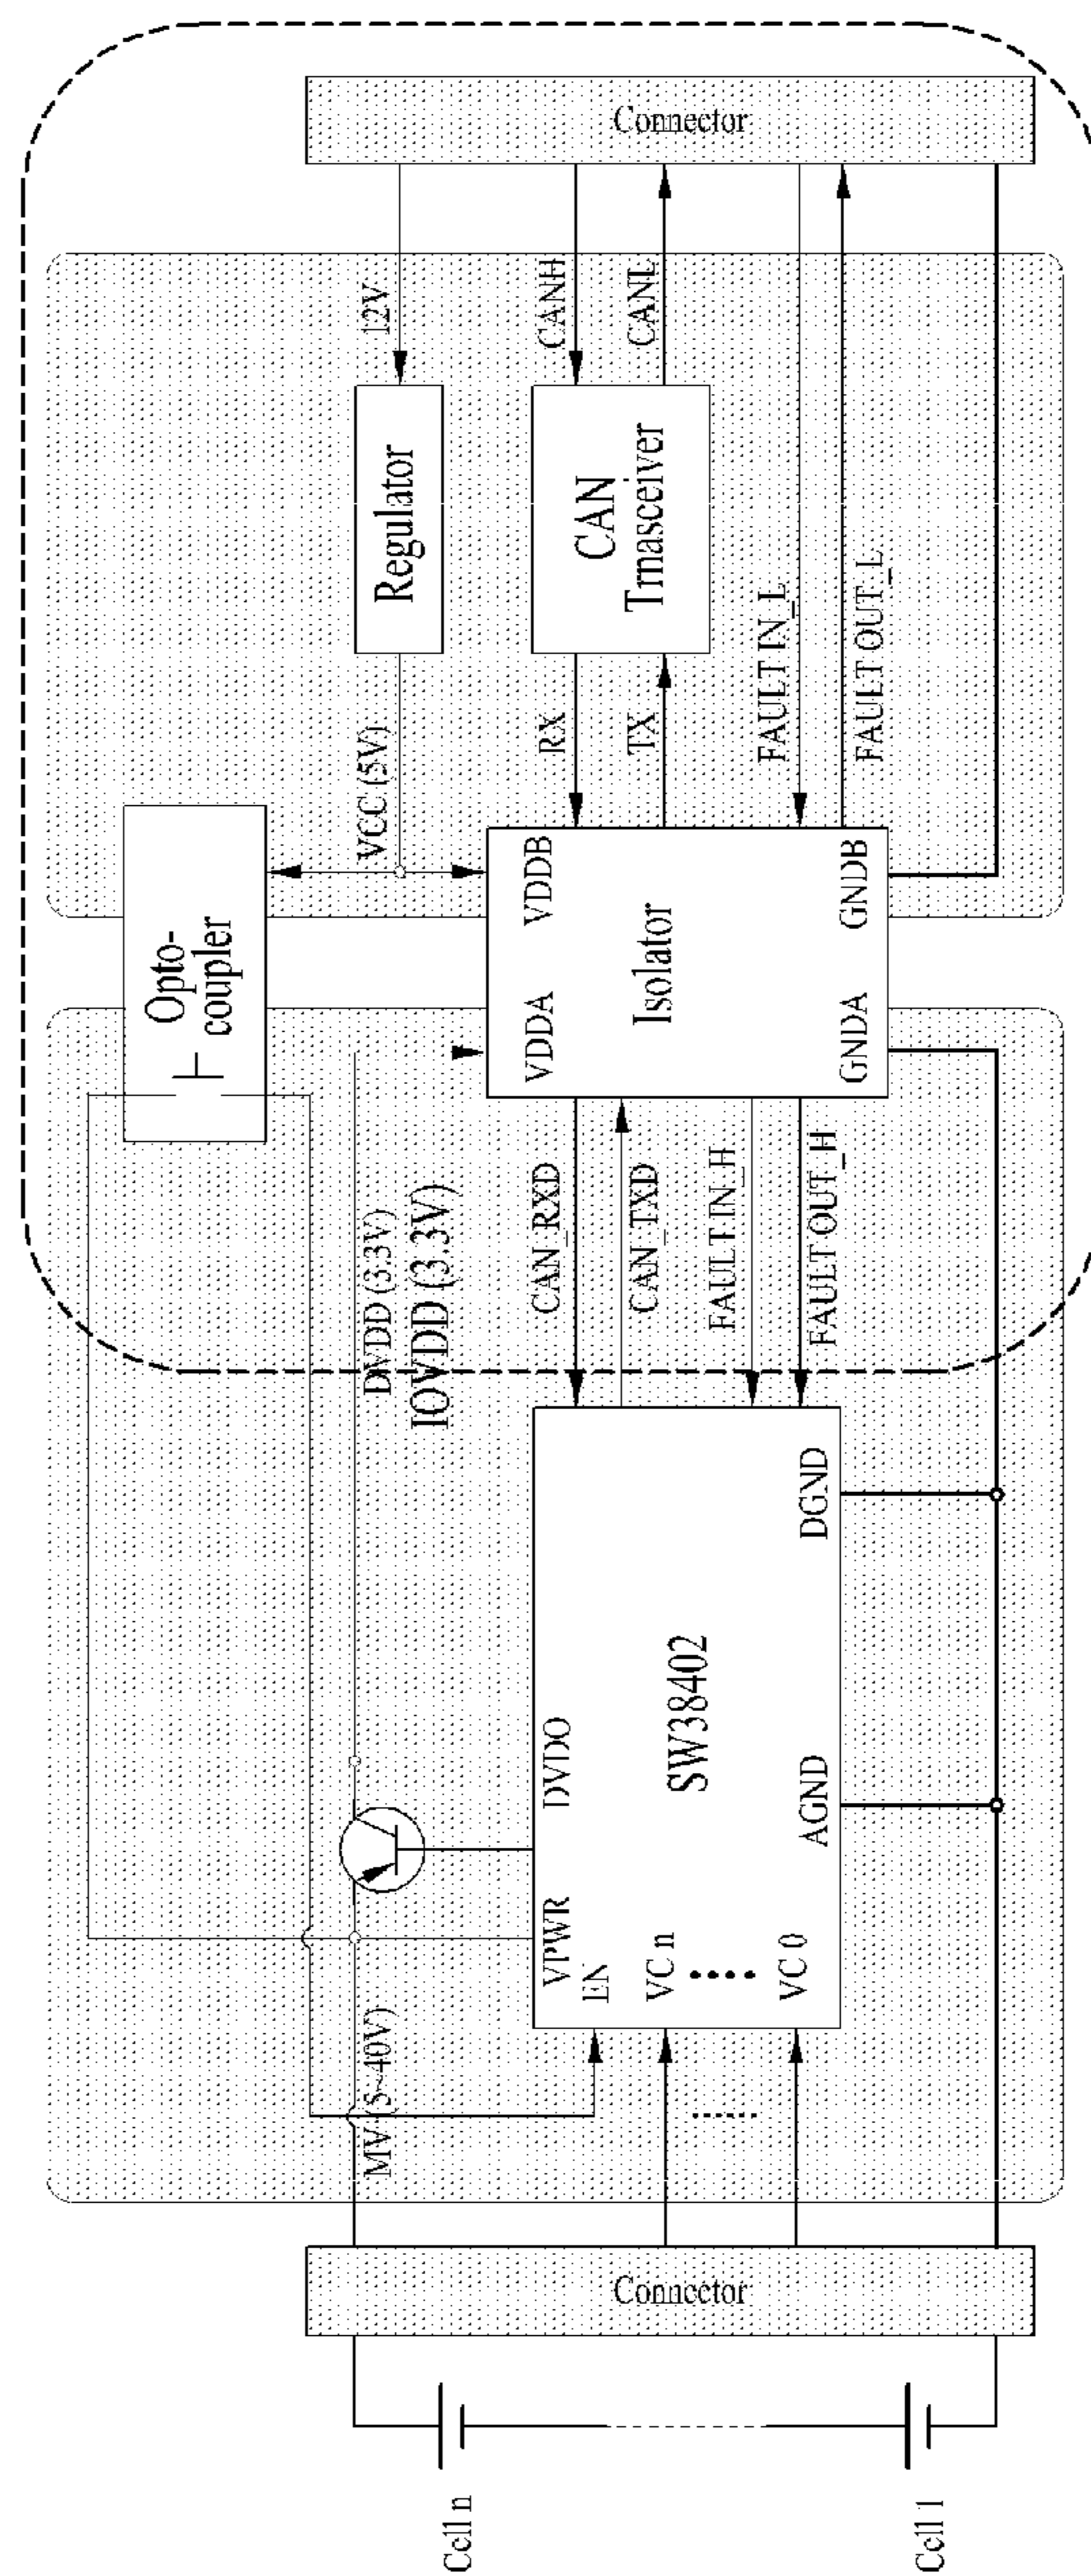 Cell n
Cell 1
Connector
MV (5~40V)
VPWR
EN
VC n
VC 0
DVDO
SW38402
AGND
DGND
DVDD (3.3V)
IOVDD (3.3V)
CAN_RXD
CAN_TXD
FAULT IN_H
FAULT OUT_H
Opto-
coupler
VDDA
VDDB
Isolator
GNDA
GNDB
VCC (5V)
RX
TX
FAULT IN_L
FAULT OUT_L
Regulator
CAN
Trnasceiver
12V
CANH
CANL
Connector